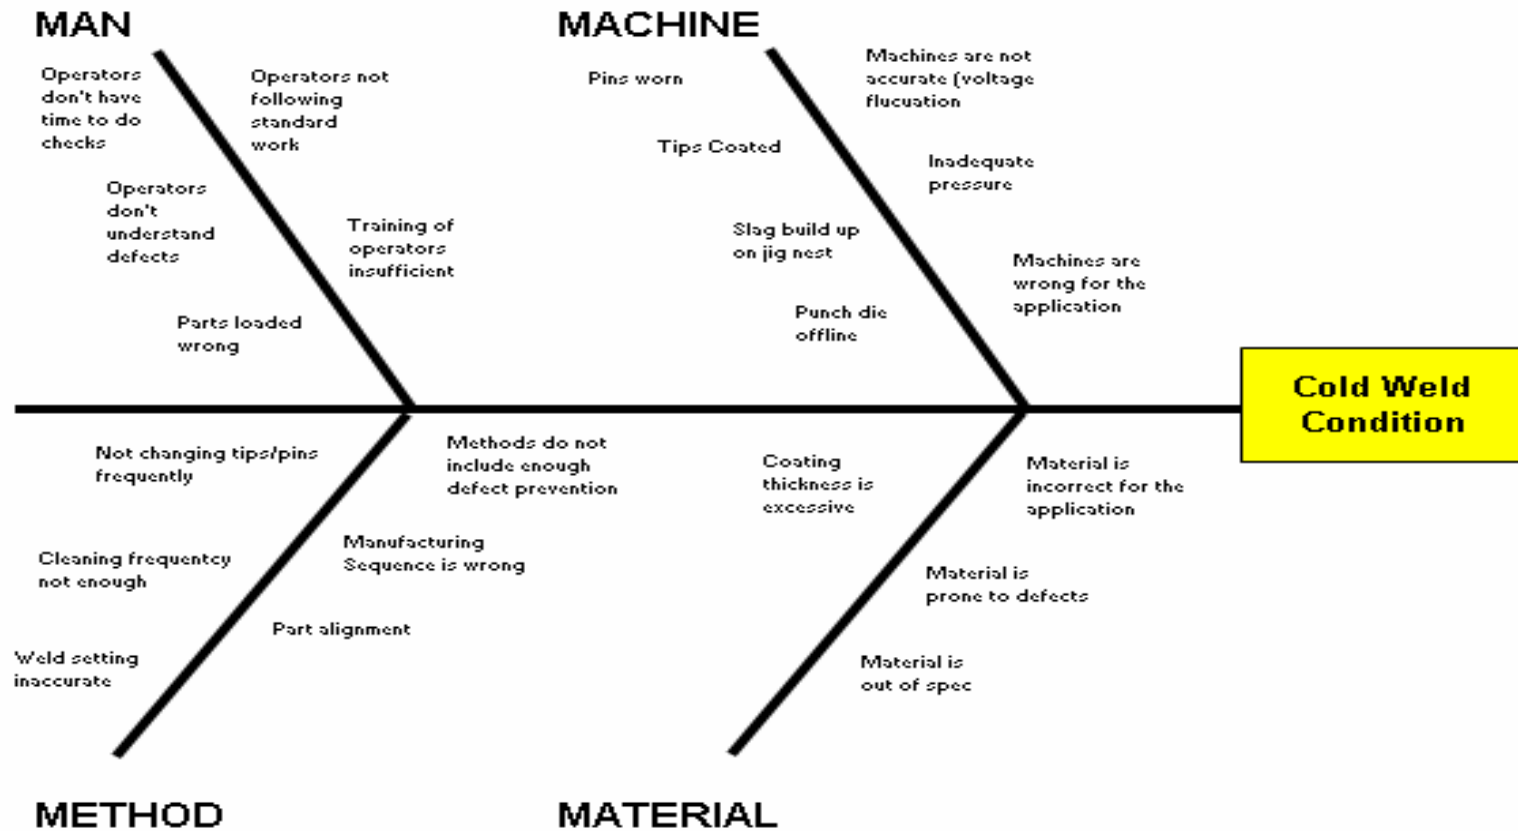 MAN
Operators
don't have
time to do
checks
Operators not
following
standard
work
Operators
don't
understand
defects
Training of
operators
insufficient
Parts loaded
wrong
MACHINE
Pins worn
Machines are not
accurate (voltage
flucuation
Tips Coated
Inadequate
pressure
Slag build up
on jig nest
Machines are
wrong for the
application
Punch die
offline
Cold Weld
Condition
Not changing tips/pins
frequently
Methods do not
include enough
defect prevention
Cleaning frequentcy
not enough
Manufacturing
Sequence is wrong
Part alignment
Weld setting
inaccurate
METHOD
Coating
thickness is
excessive
Material is
incorrect for the
application
Material is
prone to defects
Material is
out of spec
MATERIAL